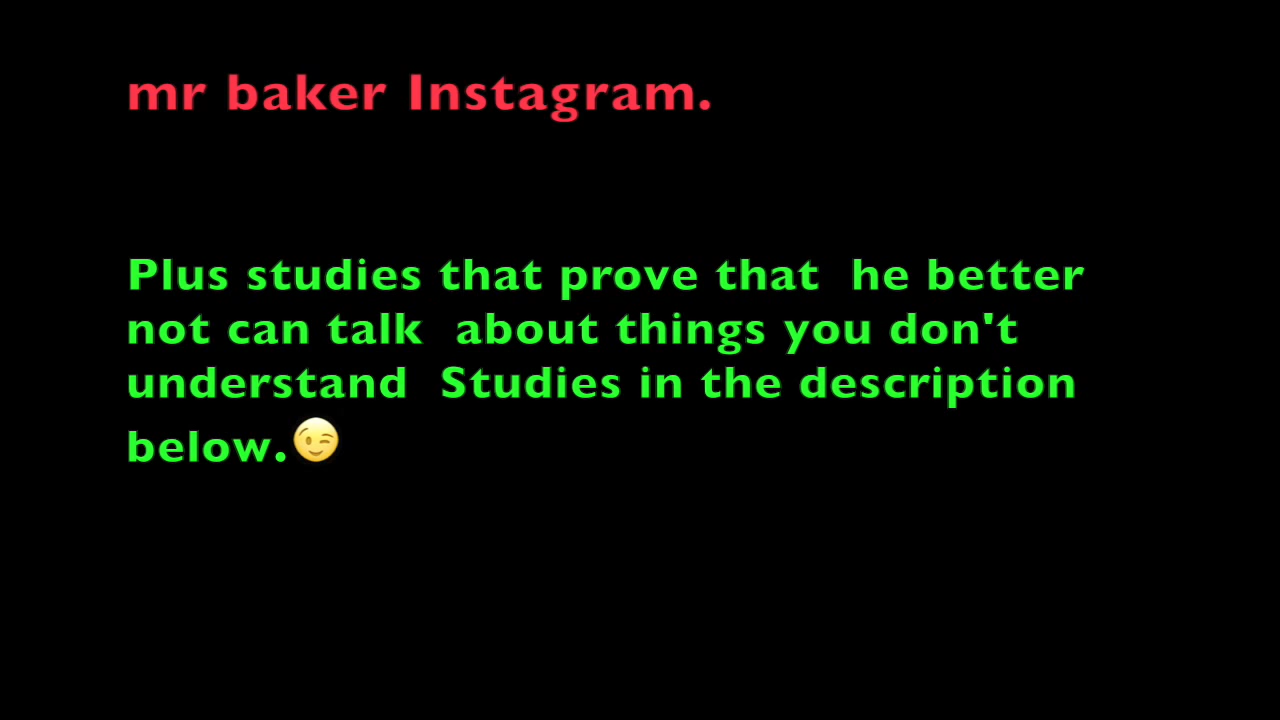 mr baker Instagram.
Plus studies that prove that  he better
not can talk  about things you don't
understand  Studies in the description
below.😉